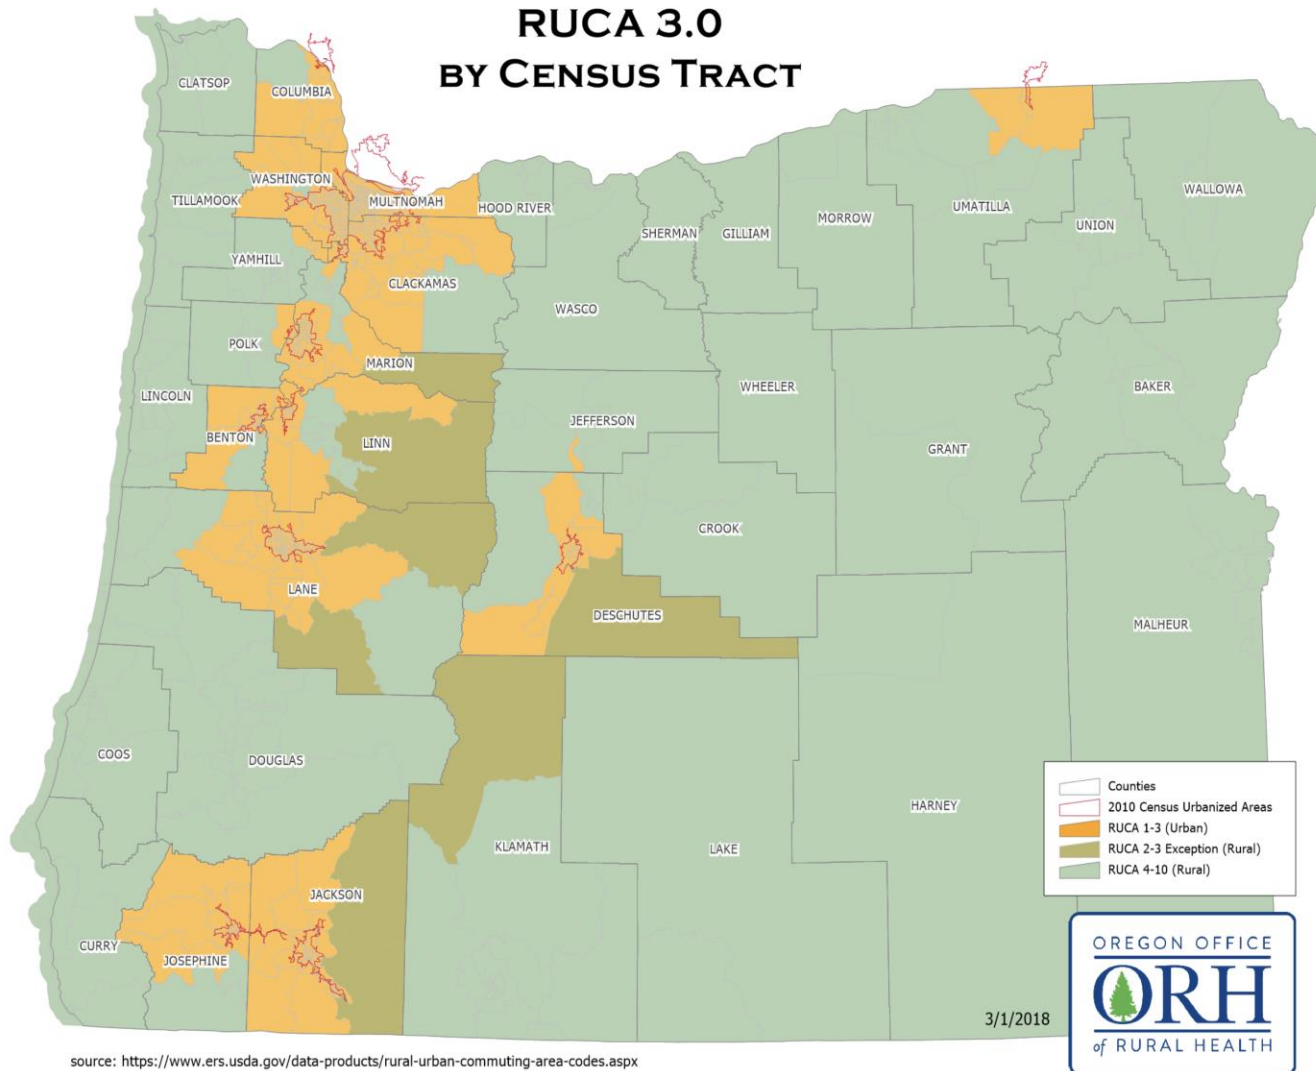 RUCA 3.0
BY CENSUS TRACT
CLATSOP
COLUMBIA
TILLAMOOK
WASHINGTON
MULTNOMAH
HOOD RIVER
SHERMAN
GILLIAM
MORROW
UMATILLA
UNION
WALLOWA
YAMHILL
CLACKAMAS
WASCO
POLK
MARION
WHEELER
BAKER
LINCOLN
BENTON
LINN
JEFFERSON
GRANT
CROOK
LANE
DESCHUTES
MALHEUR
COOS
DOUGLAS
KLAMATH
LAKE
HARNEY
CURRY
JOSEPHINE
JACKSON
Counties
2010 Census Urbanized Areas
RUCA 1-3 (Urban)
RUCA 2-3 Exception (Rural)
RUCA 4-10 (Rural)
OREGON OFFICE
ORH
of RURAL HEALTH
3/1/2018
source: https://www.ers.usda.gov/data-products/rural-urban-commuting-area-codes.aspx